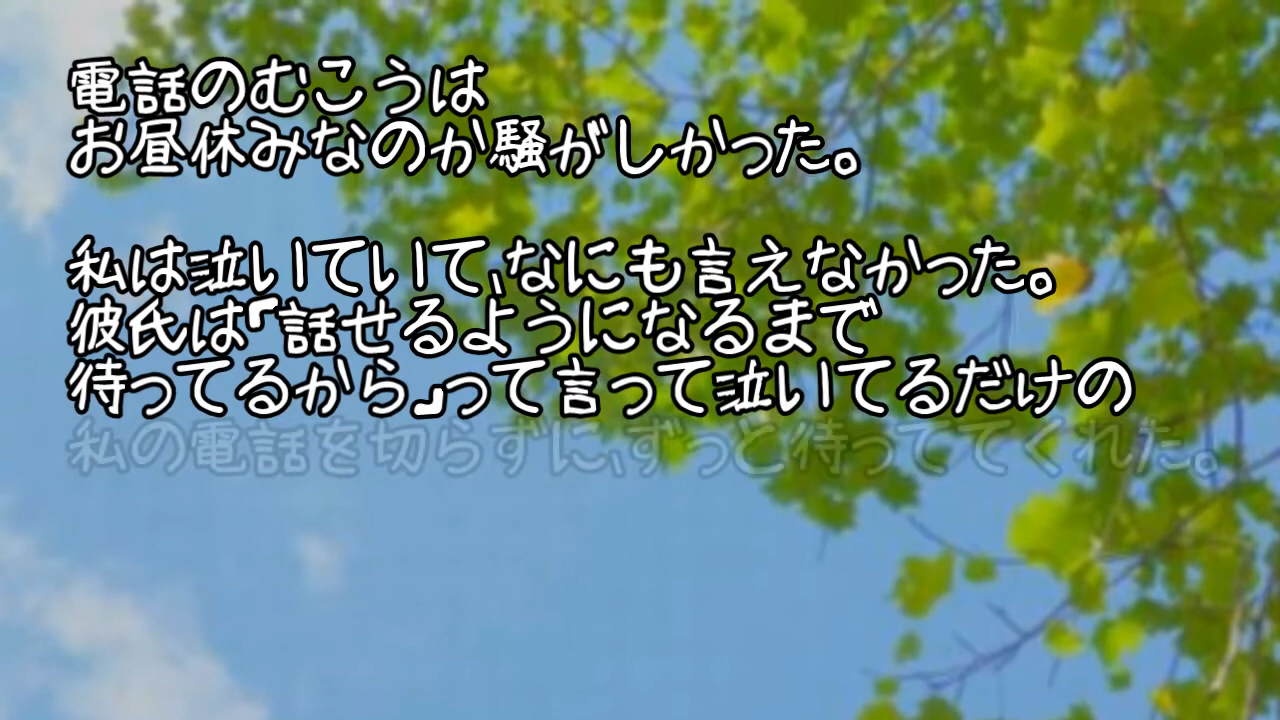 電話のむこうは
お昼休みなのか騒がしかった。
私は泣いていて､なにも言えなかった。
彼氏は｢話せるようになるまで
待ってるから｣って言って泣いてるだけの
私の電話を切らずに､ずっと待っててくれた。